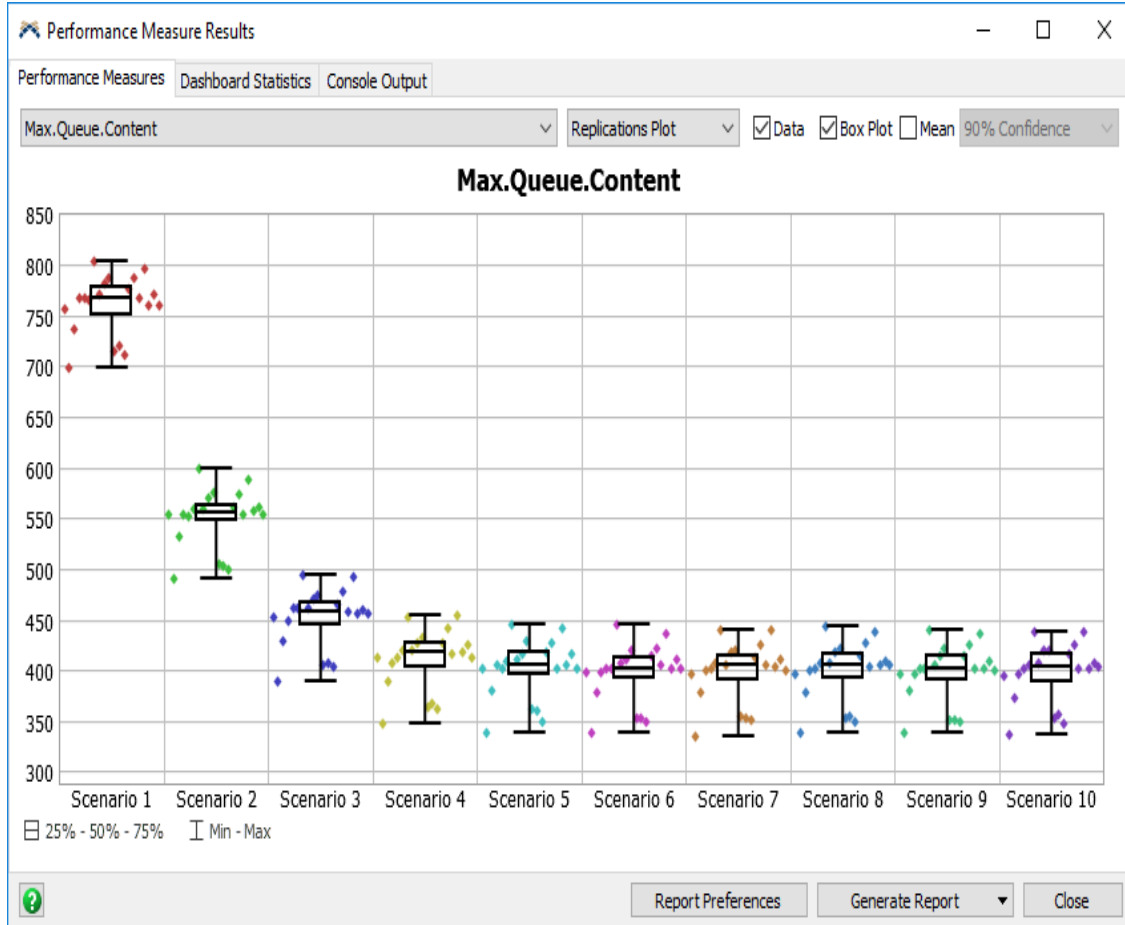 Performance Measure Results
Performance Measures Dashboard Statistics Console Output
Max.Queue.Content Replications Plot Data Box Plot Mean 90% Confidence
Max.Queue.Content
850
800
750
700
650
600
550
500
450
400
350
300
Scenario 1 Scenario 2 Scenario 3 Scenario 4 Scenario 5 Scenario 6 Scenario 7 Scenario 8 Scenario 9 Scenario 10
25% - 50% - 75% Min - Max
? Report Preferences Generate Report Close